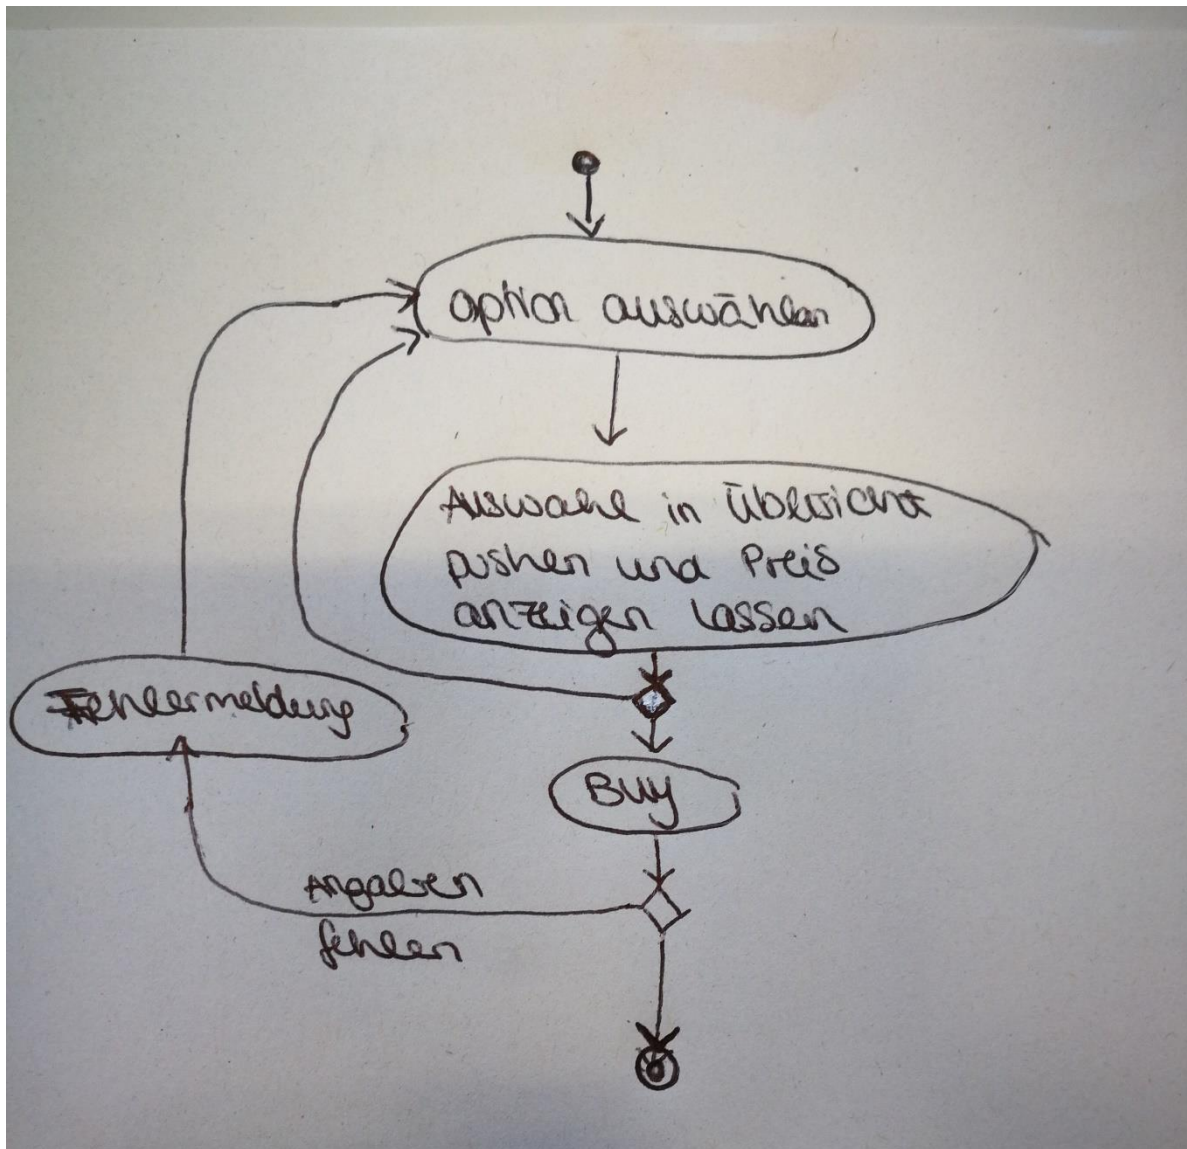 option auswählen
Auswahl in Übersicht
pushen und Preis
anzeigen lassen
Fehlermeldung
Buy
Angaben
fehlen